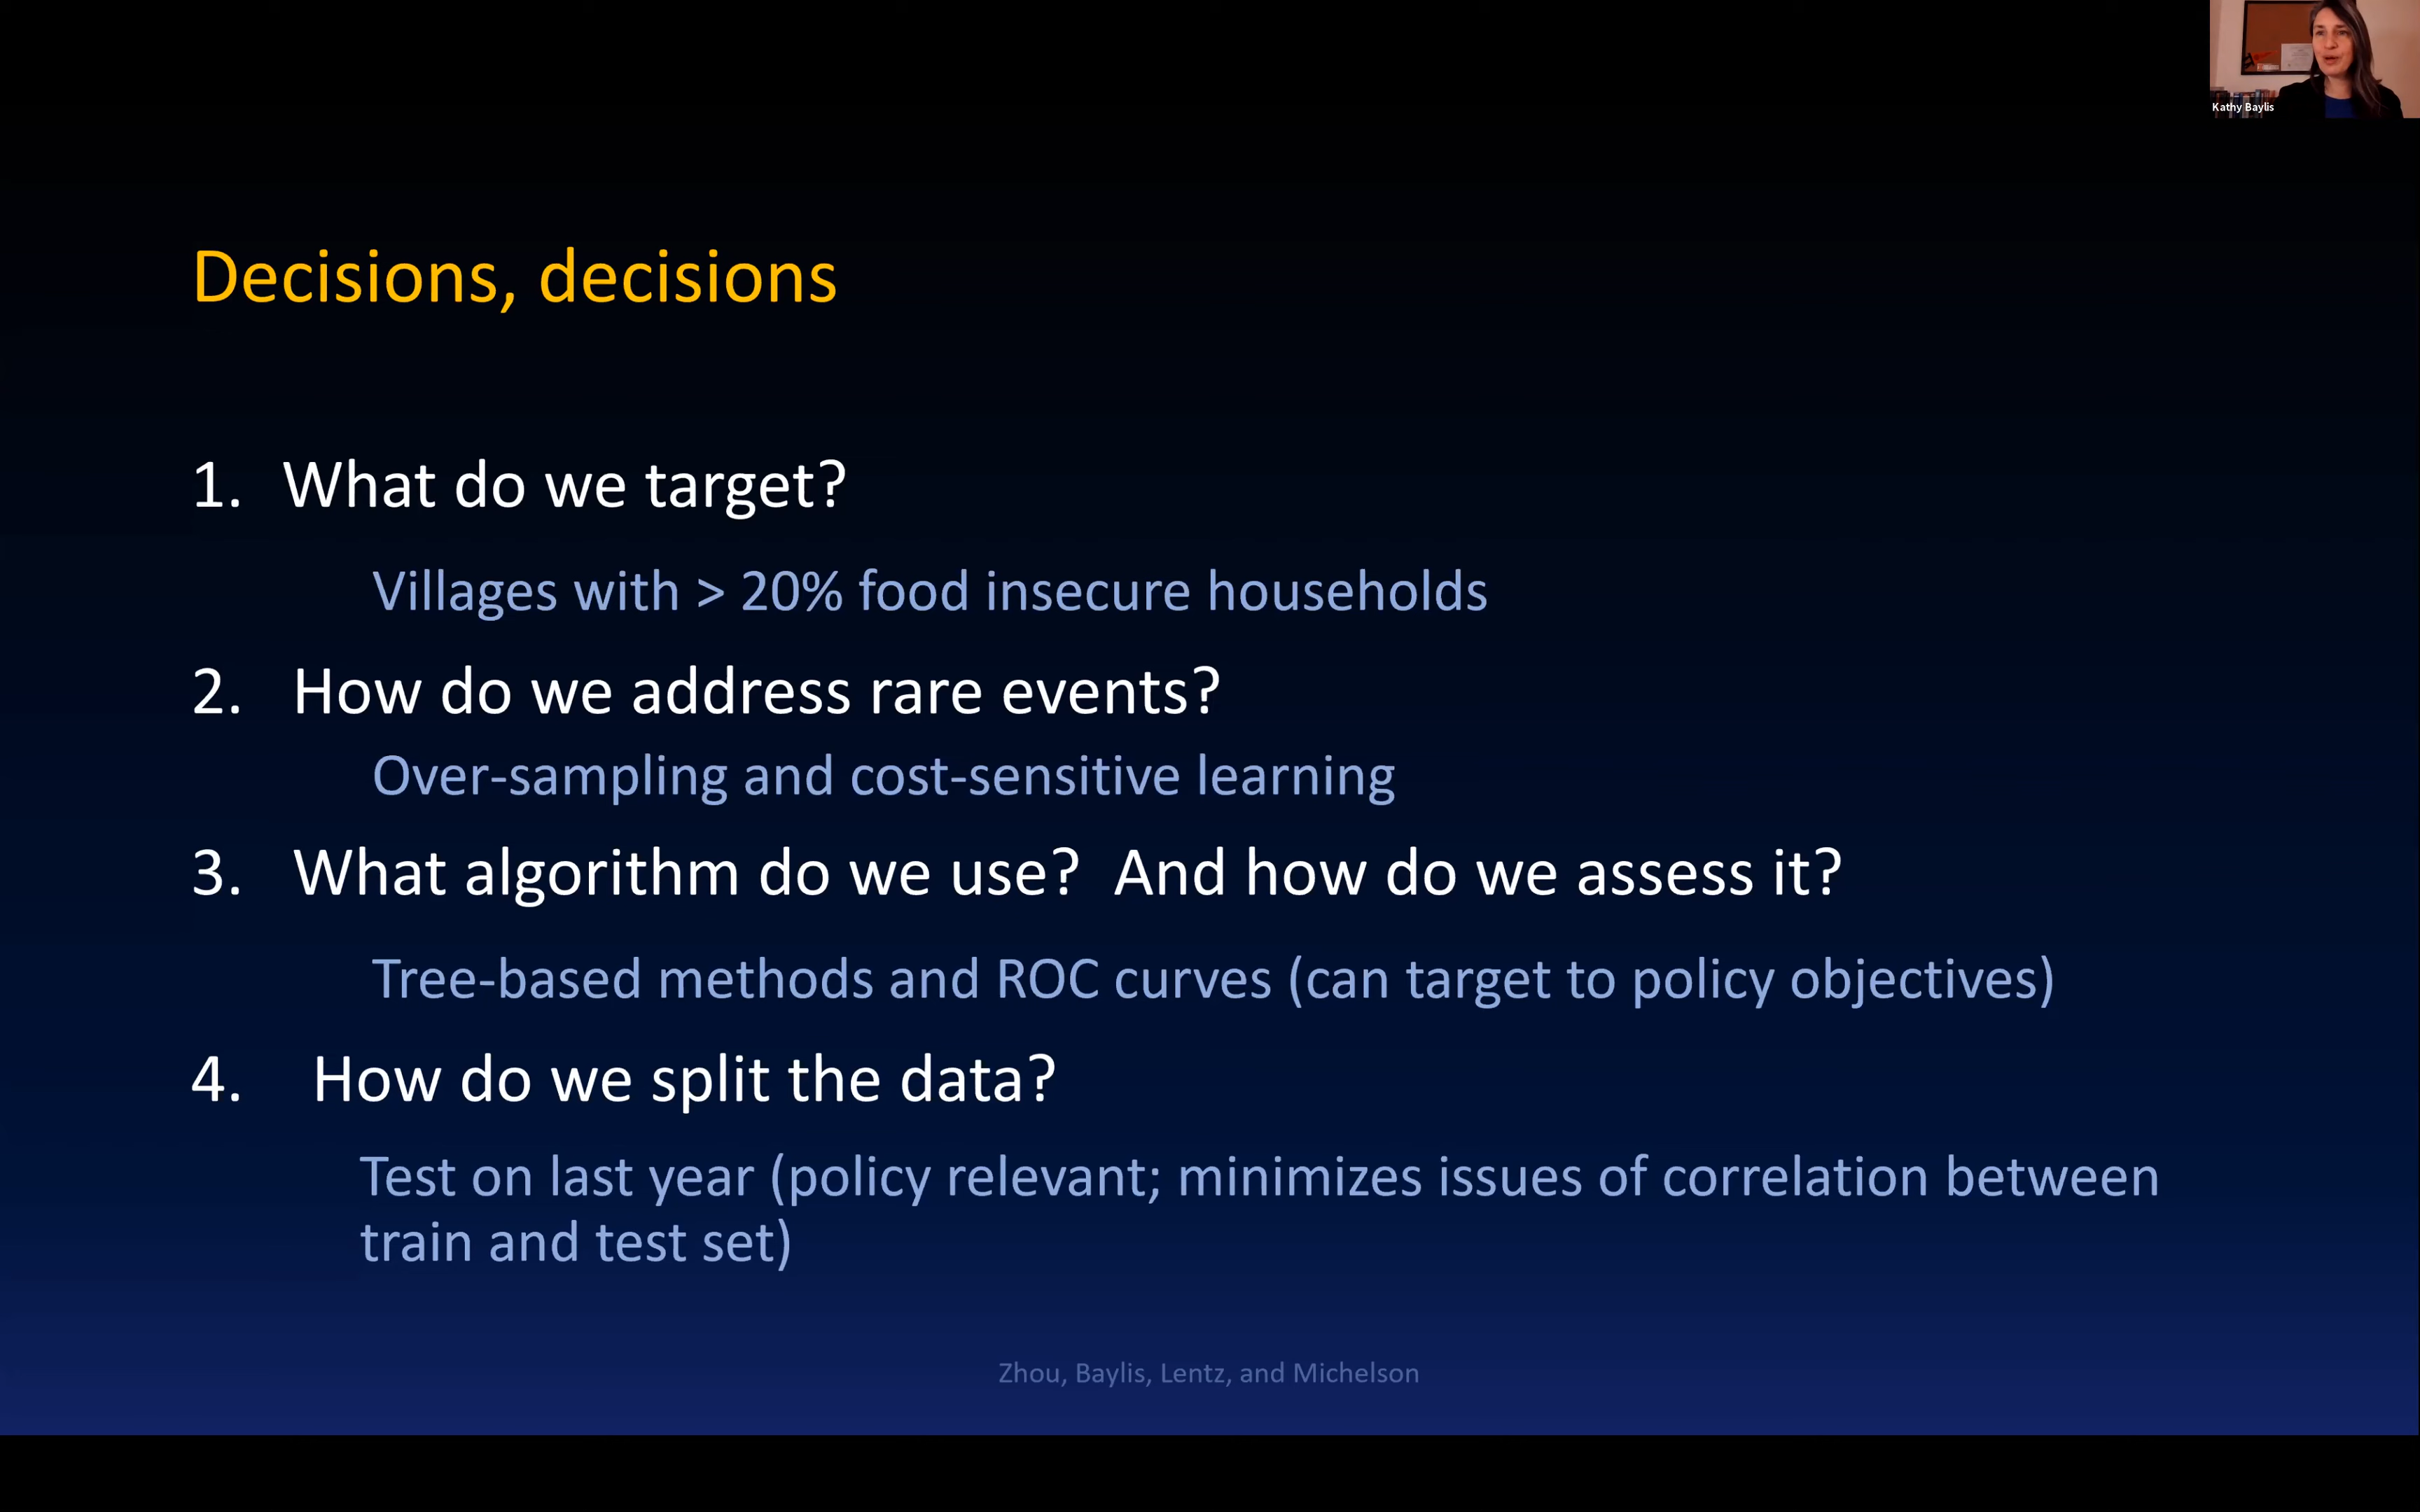 Kathy Baylis
Decisions, decisions
1. What do we target?
Villages with > 20% food insecure households
2. How do we address rare events?
Over-sampling and cost-sensitive learning
3. What algorithm do we use? And how do we assess it?
Tree-based methods and ROC curves (can target to policy objectives)
4. How do we split the data?
Test on last year (policy relevant; minimizes issues of correlation between
train and test set)
Zhou, Baylis, Lentz, and Michelson